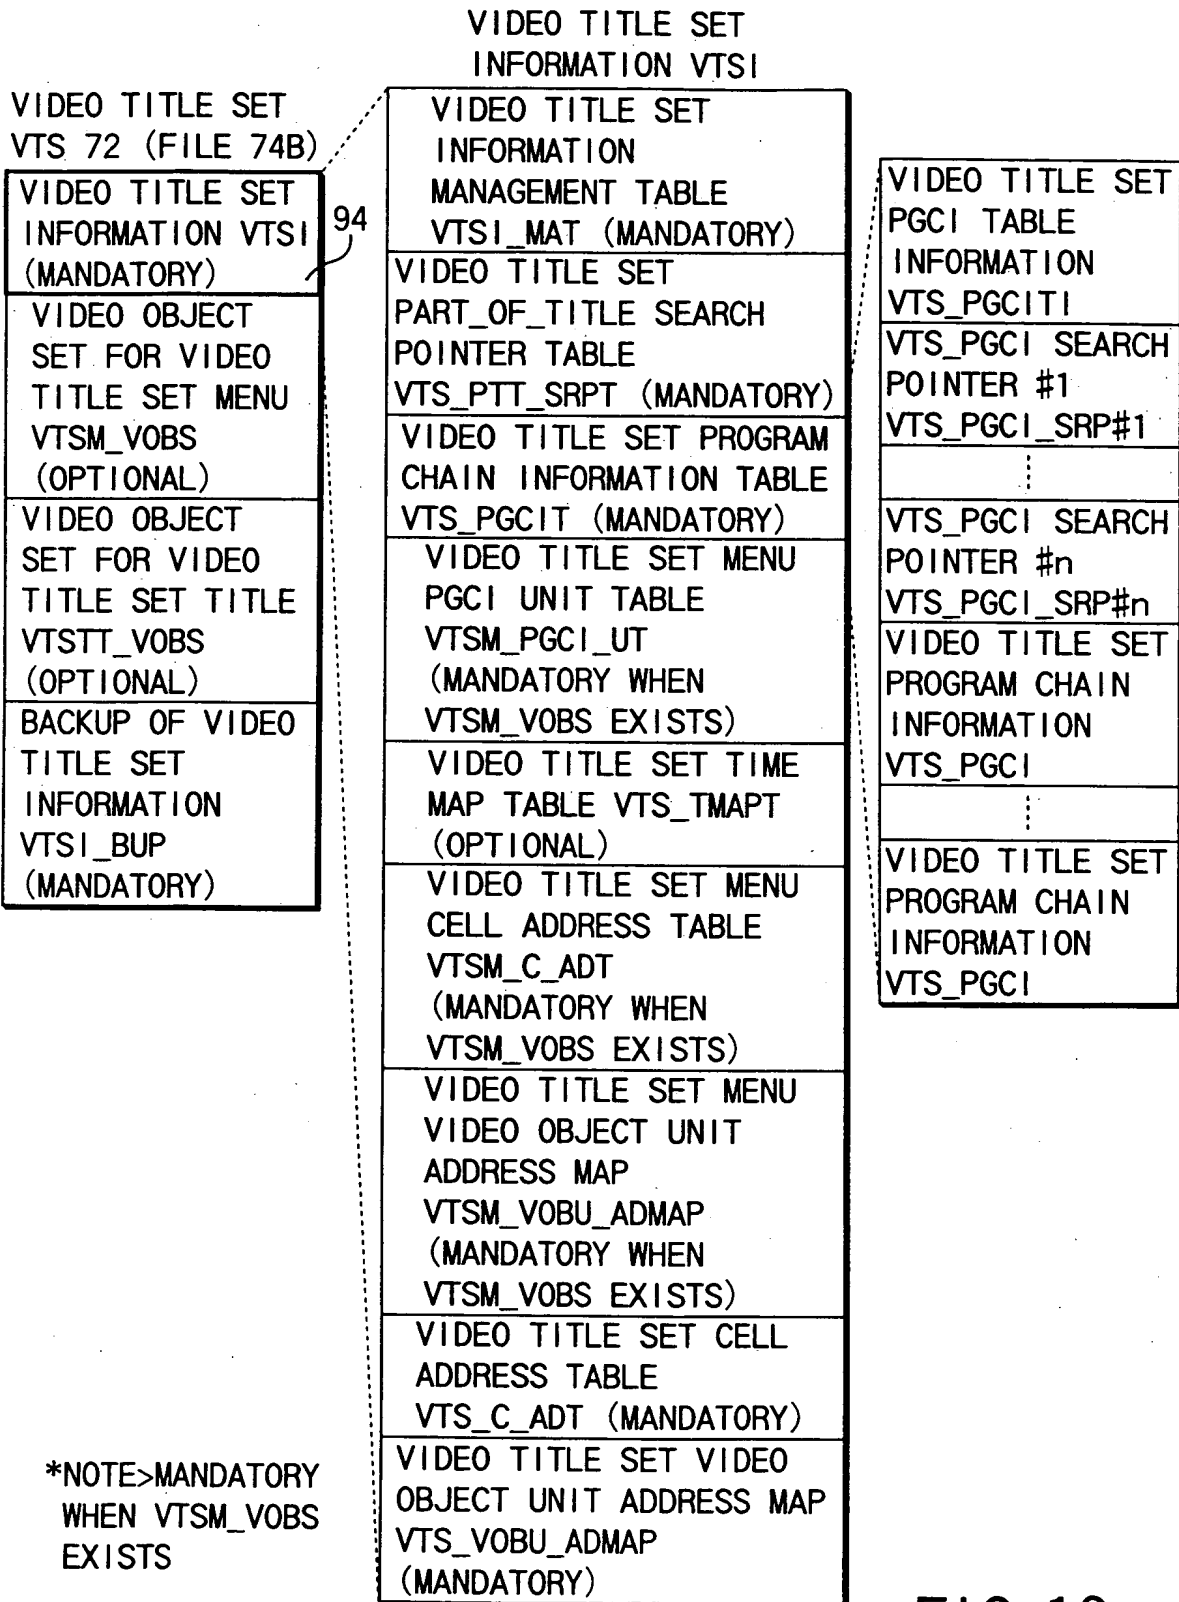 VIDEO TITLE SET
INFORMATION VTSI
VIDEO TITLE SET
VTS 72 (FILE 74B)
VIDEO TITLE SET
INFORMATION VTSI
(MANDATORY)
94
VIDEO OBJECT
SET FOR VIDEO
TITLE SET MENU
VTSM_VOBS
(OPTIONAL)
VIDEO OBJECT
SET FOR VIDEO
TITLE SET TITLE
VTSTT_VOBS
(OPTIONAL)
BACKUP OF VIDEO
TITLE SET
INFORMATION
VTSI_BUP
(MANDATORY)
VIDEO TITLE SET
INFORMATION
MANAGEMENT TABLE
VTSI_MAT (MANDATORY)
VIDEO TITLE SET
PART_OF_TITLE SEARCH
POINTER TABLE
VTS_PTT_SRPT (MANDATORY)
VIDEO TITLE SET PROGRAM
CHAIN INFORMATION TABLE
VTS_PGCIT (MANDATORY)
VIDEO TITLE SET MENU
PGCI UNIT TABLE
VTSM_PGCI_UT
(MANDATORY WHEN
VTSM_VOBS EXISTS)
VIDEO TITLE SET TIME
MAP TABLE VTS_TMAPT
(OPTIONAL)
VIDEO TITLE SET MENU
CELL ADDRESS TABLE
VTSM_C_ADT
(MANDATORY WHEN
VTSM_VOBS EXISTS)
VIDEO TITLE SET MENU
VIDEO OBJECT UNIT
ADDRESS MAP
VTSM_VOBU_ADMAP
(MANDATORY WHEN
VTSM_VOBS EXISTS)
VIDEO TITLE SET CELL
ADDRESS TABLE
VTS_C_ADT (MANDATORY)
VIDEO TITLE SET VIDEO
OBJECT UNIT ADDRESS MAP
VTS_VOBU_ADMAP
(MANDATORY)
VIDEO TITLE SET
PGCI TABLE
INFORMATION
VTS_PGCITI
VTS_PGCI SEARCH
POINTER #1
VTS_PGCI_SRP#1
VTS_PGCI SEARCH
POINTER #n
VTS_PGCI_SRP#n
VIDEO TITLE SET
PROGRAM CHAIN
INFORMATION
VTS_PGCI
VIDEO TITLE SET
PROGRAM CHAIN
INFORMATION
VTS_PGCI
*NOTE>MANDATORY
WHEN VTSM_VOBS
EXISTS